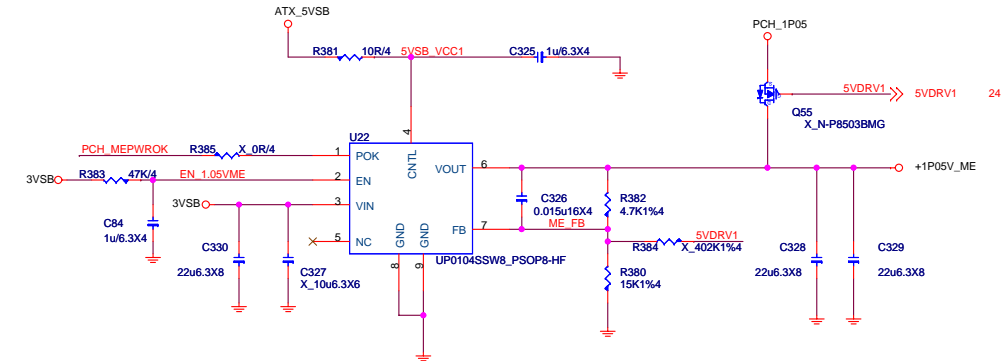 ATX_5VSB
PCH_1P05
R381 10R/4 5VSB_VCC1 C325 1u/6.3X4
5VDRV1 5VDRV1 24
Q55
X_N-P8503BMG
U22
4
PCH_MEPWROK R385 X_0R/4 1 POK CNTL VOUT 6 +1P05V_ME
3VSB R383 47K/4 EN_1.05VME 2 EN
3VSB 3 VIN
C326
0.015u16X4
R382
4.7K1%4
C84
1u/6.3X4
5 NC GND GND FB 7 ME_FB
5VDRV1
R384 X_402K1%4
C330
22u6.3X8
C327
X_10u6.3X6
8 9
UP0104SSW8_PSOP8-HF
R380
15K1%4
C328
22u6.3X8
C329
22u6.3X8